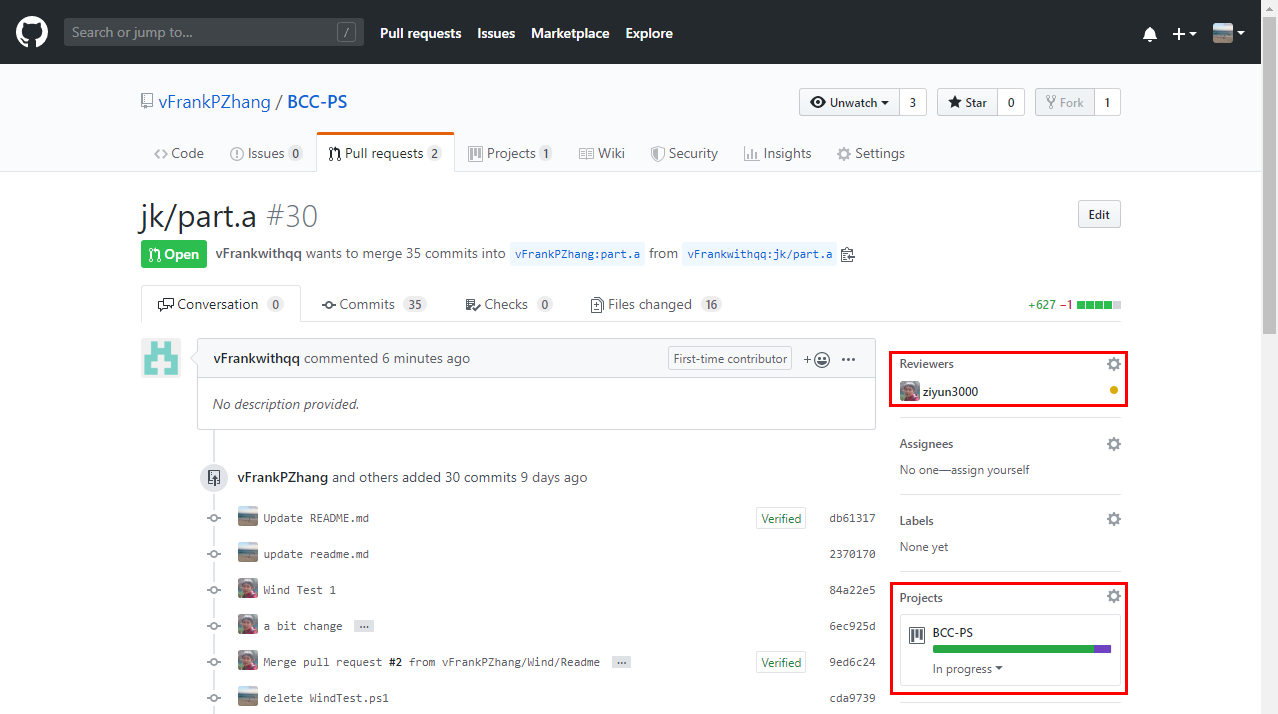 Search or jump to... /
Pull requests Issues Marketplace Explore
vFrankPZhang / BCC-PS
Unwatch 3 Star 0 Fork 1
Code Issues 0 Pull requests 2 Projects 1 Wiki Security Insights Settings
jk/part.a #30
Edit
Open vFrankwithqq wants to merge 35 commits into vFrankPZhang:part.a from vFrankwithqq:jk/part.a
Conversation 0 Commits 35 Checks 0 Files changed 16 +627 −1
vFrankwithqq commented 6 minutes ago First-time contributor + ...
No description provided.
vFrankPZhang and others added 30 commits 9 days ago
Update README.md Verified db61317
update readme.md 2370170
Wind Test 1 84a22e5
a bit change ... 6ec925d
Merge pull request #2 from vFrankPZhang/Wind/Readme ... Verified 9ed6c24
delete WindTest.ps1 cda9739
Reviewers
ziyun3000
Assignees
No one—assign yourself
Labels
None yet
Projects
BCC-PS
In progress